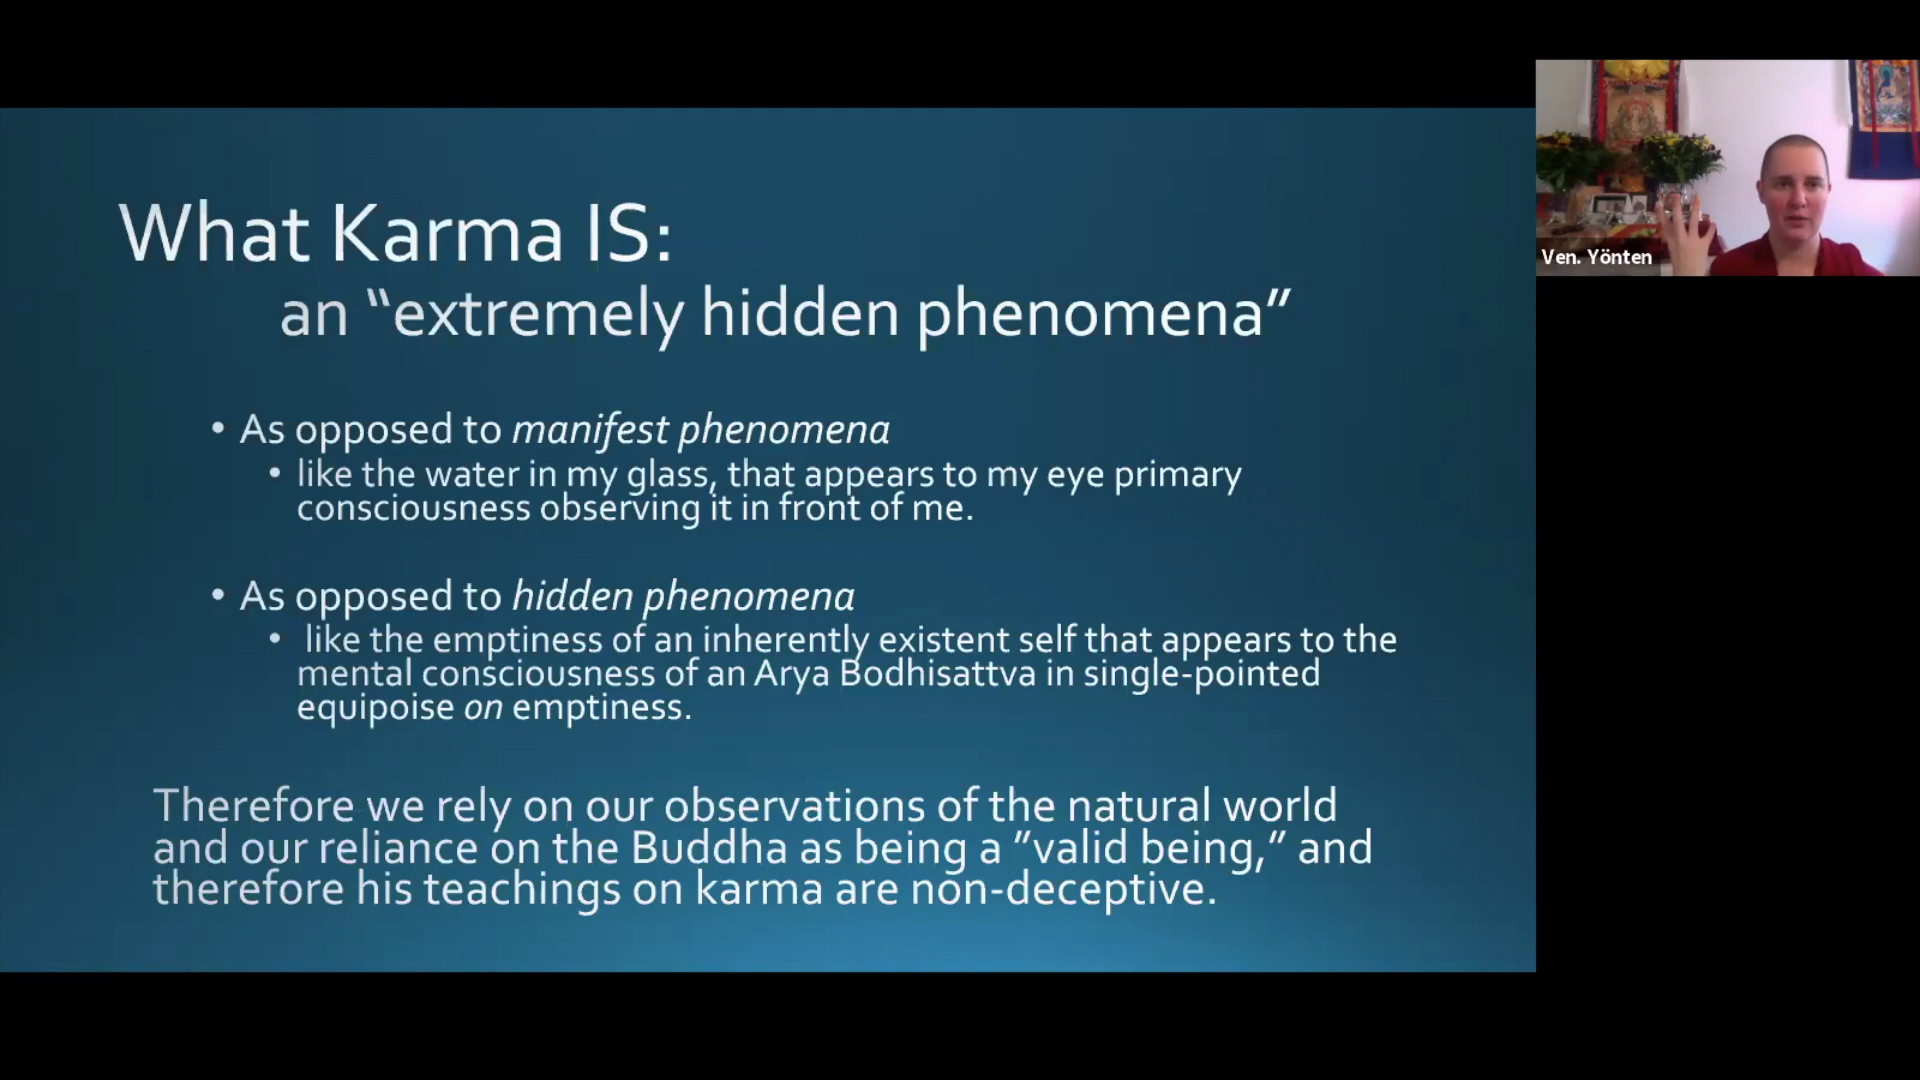 What Karma IS:
an “extremely hidden phenomena”
• As opposed to manifest phenomena
• like the water in my glass, that appears to my eye primary
consciousness observing it in front of me.
• As opposed to hidden phenomena
• like the emptiness of an inherently existent self that appears to the
mental consciousness of an Arya Bodhisattva in single-pointed
equipoise on emptiness.
Therefore we rely on our observations of the natural world
and our reliance on the Buddha as being a ”valid being,” and
therefore his teachings on karma are non-deceptive.
Ven. Yönten